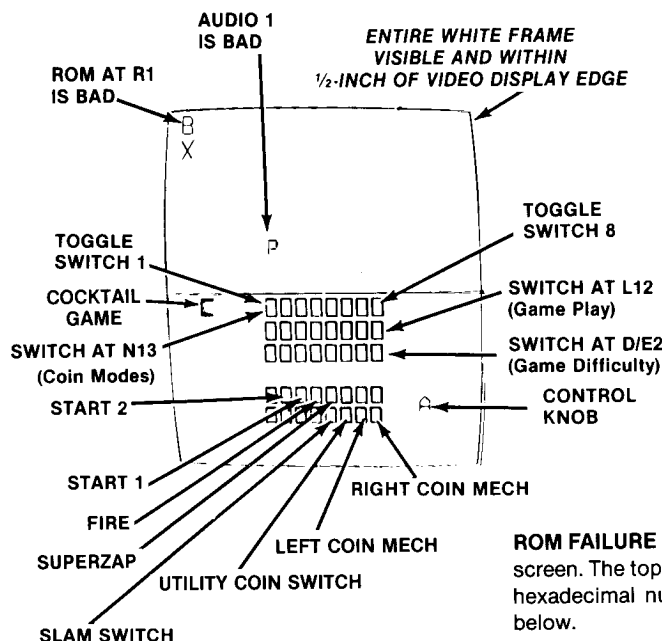 AUDIO 1
IS BAD
ENTIRE WHITE FRAME
VISIBLE AND WITHIN
½-INCH OF VIDEO DISPLAY EDGE
ROM AT R1
IS BAD
B
X
P
TOGGLE
SWITCH 1
TOGGLE
SWITCH 8
COCKTAIL
GAME
C
SWITCH AT L12
(Game Play)
SWITCH AT N13
(Coin Modes)
SWITCH AT D/E2
(Game Difficulty)
START 2
CONTROL
KNOB
A
START 1
RIGHT COIN MECH
FIRE
LEFT COIN MECH
SUPERZAP
UTILITY COIN SWITCH
SLAM SWITCH
ROM FAILURE
screen. The top
hexadecimal nu
below.